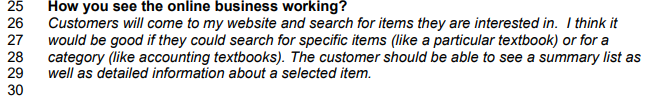 25 How you see the online business working?
26 Customers will come to my website and search for items they are interested in.  I think it
27 would be good if they could search for specific items (like a particular textbook) or for a
28 category (like accounting textbooks). The customer should be able to see a summary list as
29 well as detailed information about a selected item.
30